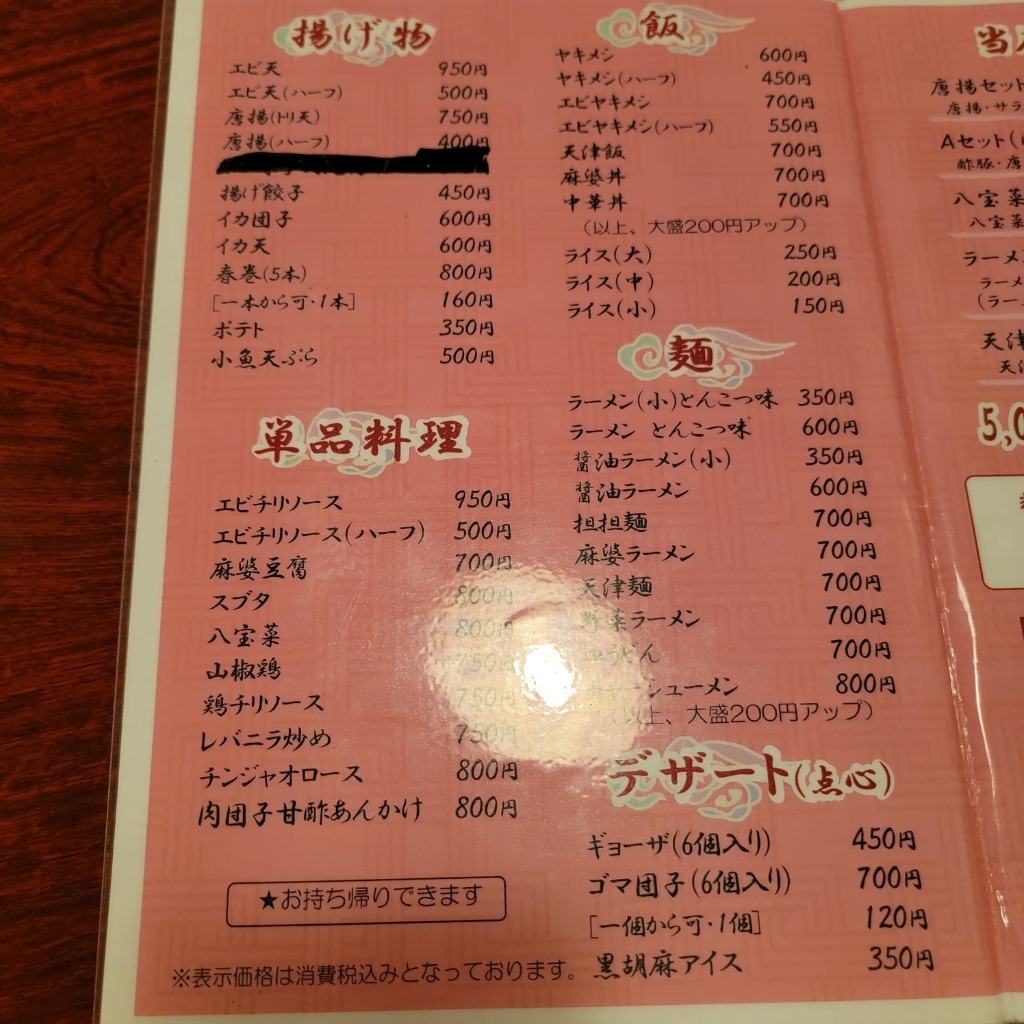 揚げ物
エビ天 950円
エビ天(ハーフ) 500円
唐揚(トリ天) 750円
唐揚(ハーフ) 400円
揚げ餃子 450円
イカ団子 600円
イカ天 600円
春巻(5本) 800円
[一本から可・1本] 160円
ポテト 350円
小魚天ぷら 500円
単品料理
エビチリソース 950円
エビチリソース(ハーフ) 500円
麻婆豆腐 700円
スブタ 800円
八宝菜 800円
山椒鶏 750円
鶏チリソース 750円
レバニラ炒め 750円
チンジャオロース 800円
肉団子甘酢あんかけ 800円
★お持ち帰りできます
※表示価格は消費税込みとなっております。
飯
ヤキメシ 600円
ヤキメシ(ハーフ) 450円
エビヤキメシ 700円
エビヤキメシ(ハーフ) 550円
天津飯 700円
麻婆丼 700円
中華丼 700円
(以上、大盛200円アップ)
ライス(大) 250円
ライス(中) 200円
ライス(小) 150円
麺
ラーメン(小)とんこつ味 350円
ラーメン とんこつ味 600円
醤油ラーメン(小) 350円
醤油ラーメン 600円
担担麺 700円
麻婆ラーメン 700円
天津麺 700円
野菜ラーメン 700円
皿うどん 700円
チャーシューメン 800円
(以上、大盛200円アップ)
デザート(点心)
ギョーザ(6個入り) 450円
ゴマ団子(6個入り) 700円
[一個から可・1個] 120円
黒胡麻アイス 350円
唐揚セット
唐揚・サラ
Aセット(
酢豚・唐
八宝菜
八宝菜
ラーメ
ラーメ
(ラー
天津
天津
5,0